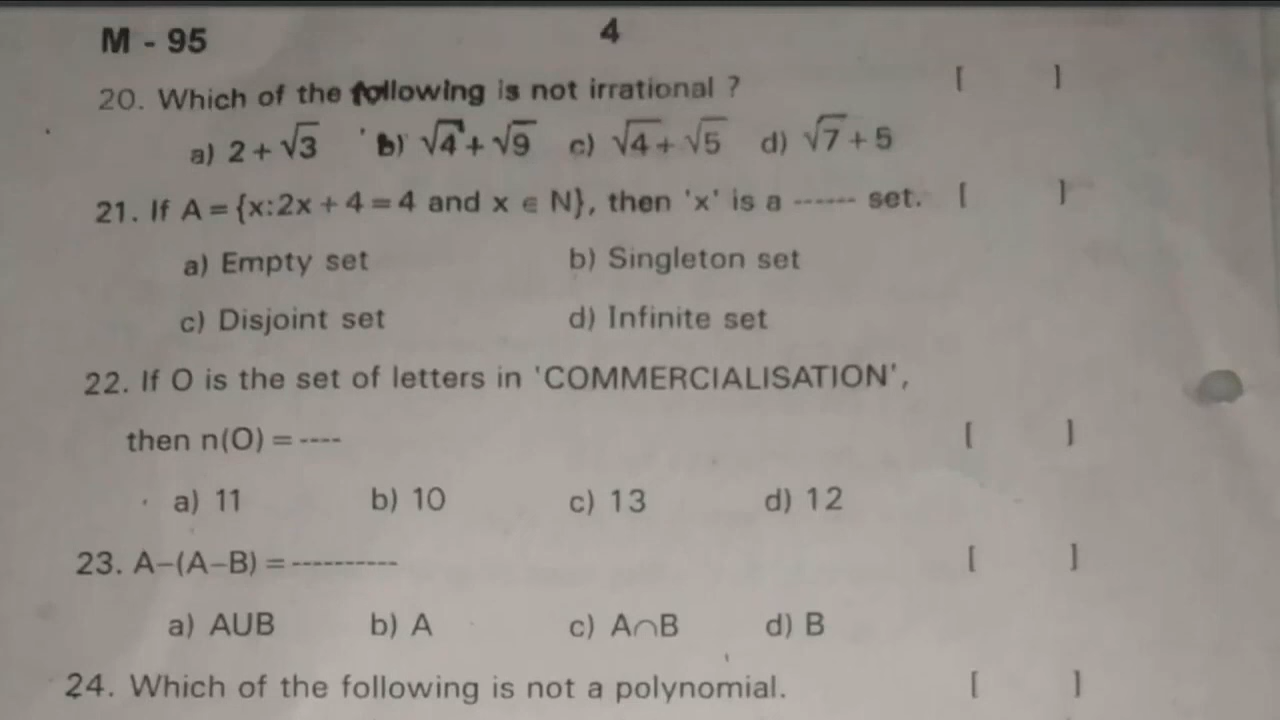 M - 95
4
20. Which of the following is not irrational ? [ ]
a) 2 + √3 b) √4 + √9 c) √4 + √5 d) √7 + 5
21. If A = {x:2x + 4 = 4 and x ∈ N}, then 'x' is a ------ set. [ ]
a) Empty set b) Singleton set
c) Disjoint set d) Infinite set
22. If O is the set of letters in 'COMMERCIALISATION',
then n(O) = ---- [ ]
a) 11 b) 10 c) 13 d) 12
23. A–(A–B) = ---------- [ ]
a) AUB b) A c) A∩B d) B
24. Which of the following is not a polynomial. [ ]